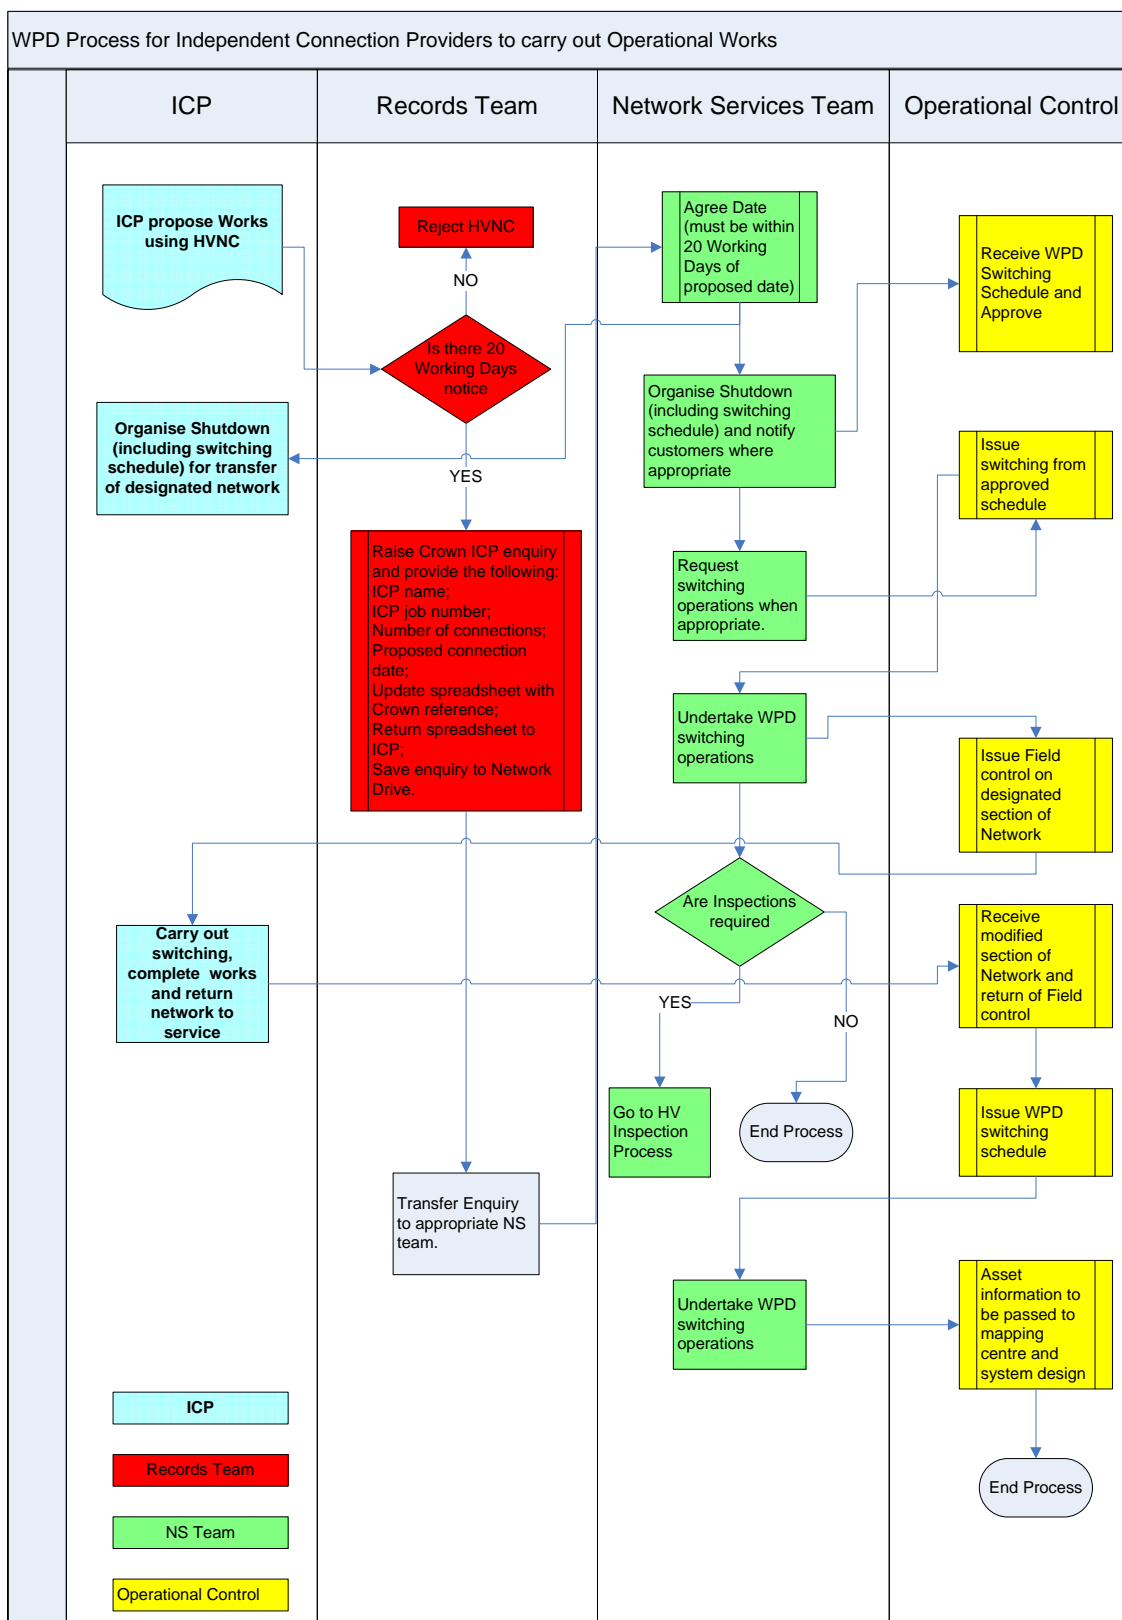 WPD Process for Independent Connection Providers to carry out Operational Works
ICP
Records Team
Network Services Team
Operational Control
ICP propose Works
using HVNC
Reject HVNC
NO
Is there 20
Working Days
notice
YES
Agree Date
(must be within
20 Working
Days of
proposed date)
Receive WPD
Switching
Schedule and
Approve
Organise Shutdown
(including switching
schedule) for transfer
of designated network
Organise Shutdown
(including switching
schedule) and notify
customers where
appropriate
Issue
switching from
approved
schedule
Raise Crown ICP enquiry
and provide the following:
ICP name;
ICP job number;
Number of connections;
Proposed connection
date;
Update spreadsheet with
Crown reference;
Return spreadsheet to
ICP;
Save enquiry to Network
Drive.
Request
switching
operations when
appropriate.
Undertake WPD
switching
operations
Issue Field
control on
designated
section of
Network
Are Inspections
required
YES
NO
Carry out
switching,
complete works
and return
network to
service
Receive
modified
section of
Network and
return of Field
control
Go to HV
Inspection
Process
End Process
Issue WPD
switching
schedule
Transfer Enquiry
to appropriate NS
team.
Undertake WPD
switching
operations
Asset
information to
be passed to
mapping
centre and
system design
End Process
ICP
Records Team
NS Team
Operational Control